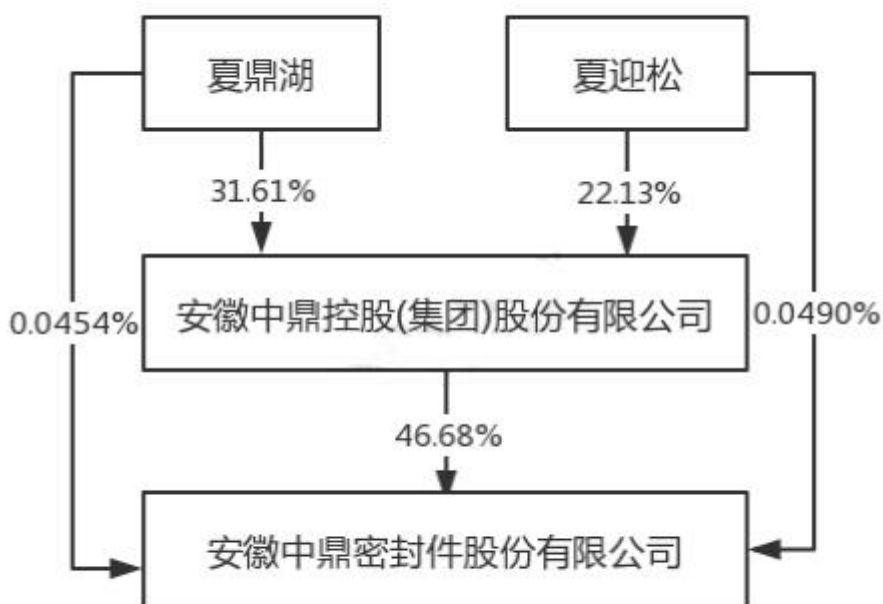 夏鼎湖
夏迎松
31.61%
22.13%
安徽中鼎控股(集团)股份有限公司
0.0454%
0.0490%
46.68%
安徽中鼎密封件股份有限公司